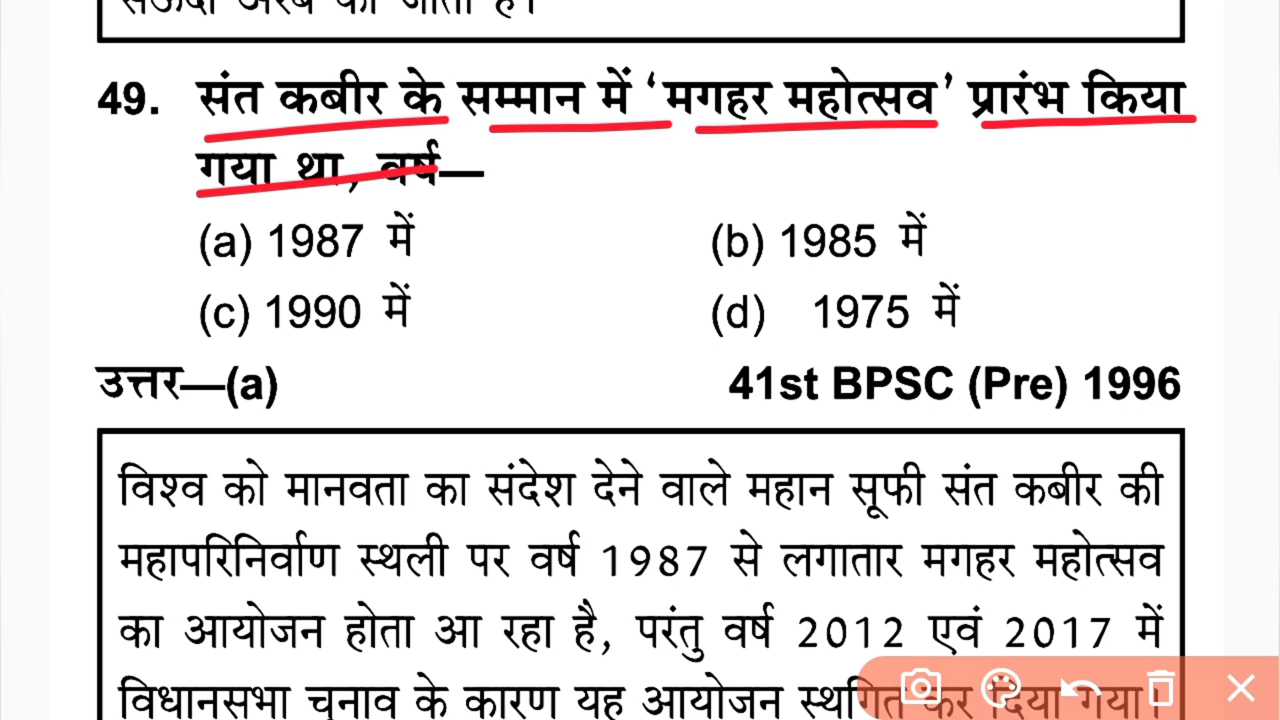 सऊदी अरब को जाता है।
49. संत कबीर के सम्मान में ‘मगहर महोत्सव’ प्रारंभ किया
गया था, वर्ष—
(a) 1987 में (b) 1985 में
(c) 1990 में (d) 1975 में
उत्तर—(a) 41st BPSC (Pre) 1996
विश्व को मानवता का संदेश देने वाले महान सूफी संत कबीर की
महापरिनिर्वाण स्थली पर वर्ष 1987 से लगातार मगहर महोत्सव
का आयोजन होता आ रहा है, परंतु वर्ष 2012 एवं 2017 में
विधानसभा चुनाव के कारण यह आयोजन स्थगित कर दिया गया।